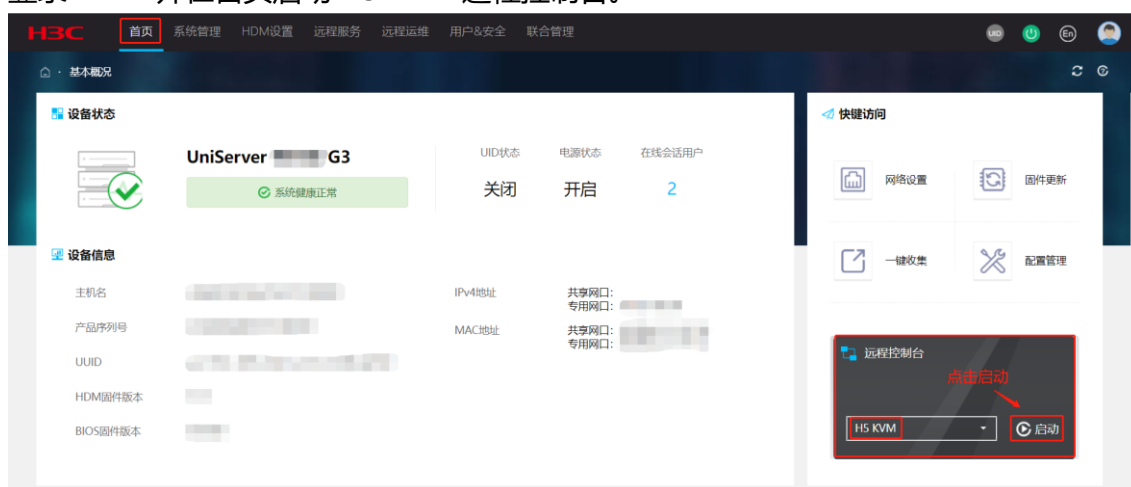 H3C 首页 系统管理 HDM设置 远程服务 远程运维 用户&安全 联合管理 UID En
基本概况
设备状态
UniServer G3
系统健康正常
UID状态 电源状态 在线会话用户
关闭 开启 2
设备信息
主机名
产品序列号
UUID
HDM固件版本
BIOS固件版本
IPv4地址 共享网口:
专用网口:
MAC地址 共享网口:
专用网口:
快键访问
网络设置 固件更新
一键收集 配置管理
远程控制台
点击启动
H5 KVM 启动